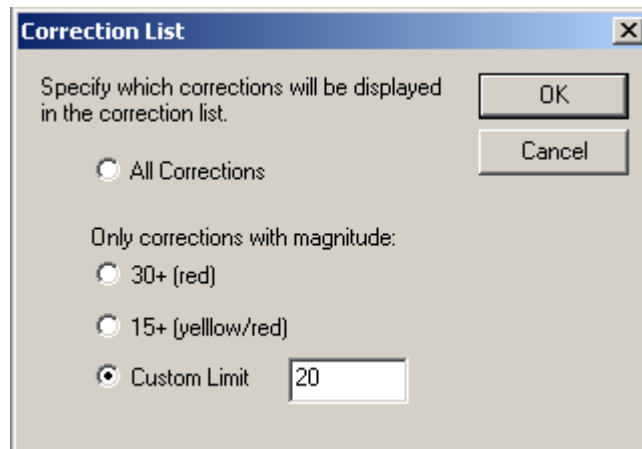 Correction List
Specify which corrections will be displayed
in the correction list.
OK
Cancel
All Corrections
Only corrections with magnitude:
30+ (red)
15+ (yelllow/red)
Custom Limit 20